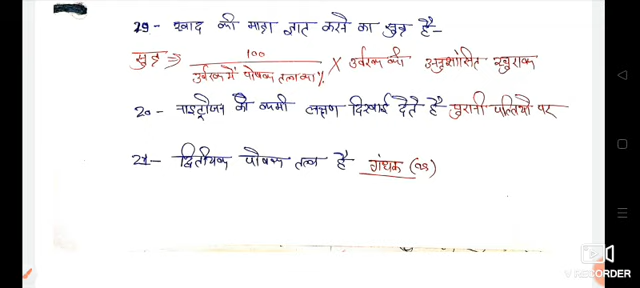 19- खाद की मात्रा ज्ञात करने का सुत्र है-
सुत्र ⇒ 100 / उर्वरक में पोषक तत्व का % × उर्वरक की अनुशंसित खुराक
20- नाइट्रोजन की कमी लक्षण दिखाई देते है पुरानी पत्तियो पर
21- द्वितीयक पोषक तत्व है गंधक (
V RECORDER